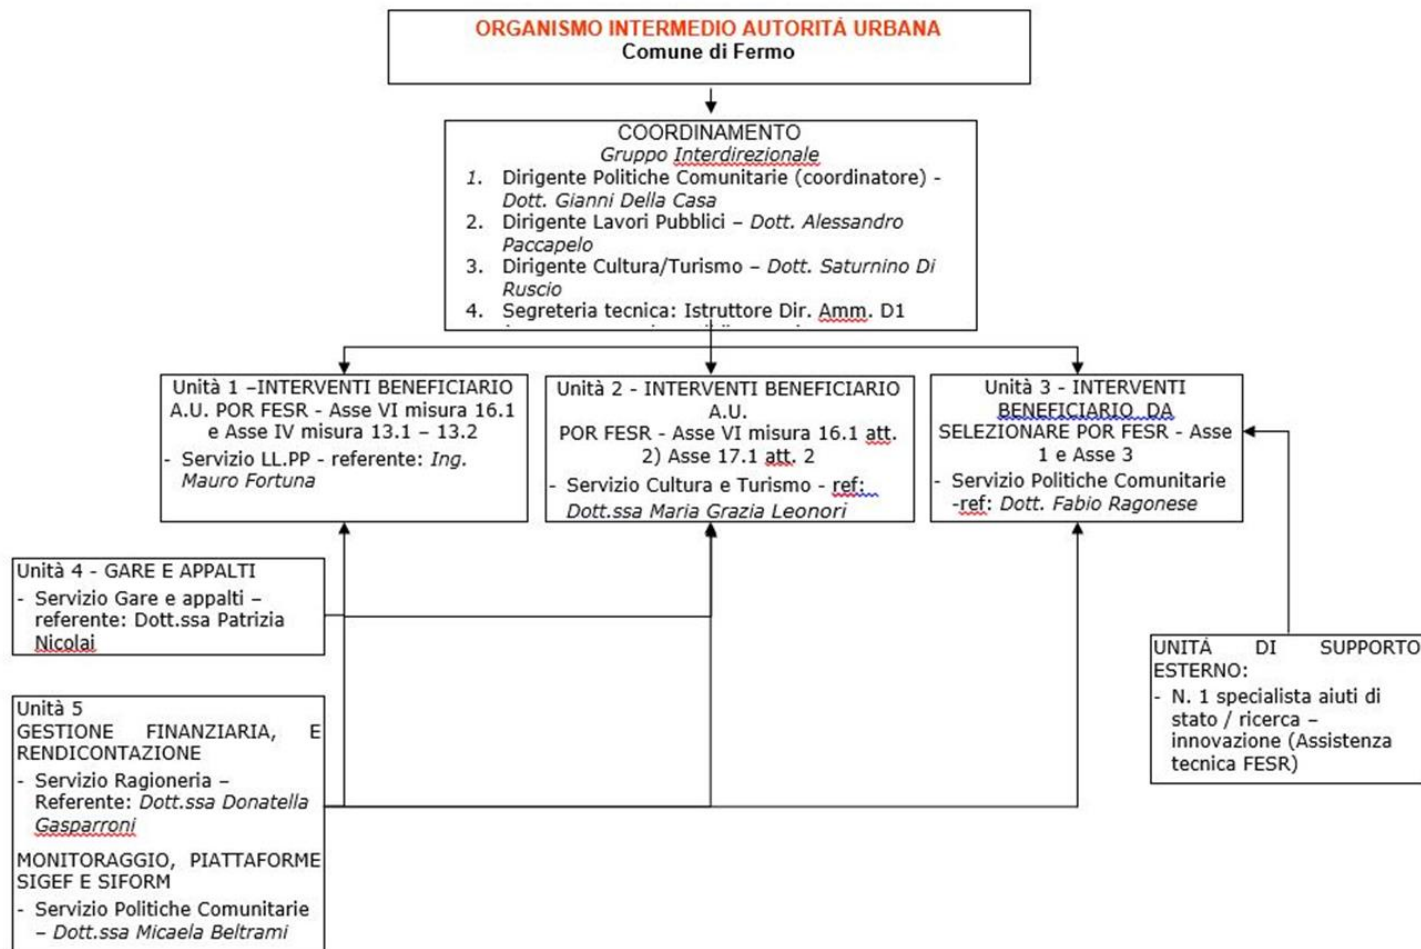 ORGANISMO INTERMEDIO AUTORITÀ URBANA
Comune di Fermo
COORDINAMENTO
Gruppo Interdirezionale
1. Dirigente Politiche Comunitarie (coordinatore) -
Dott. Gianni Della Casa
2. Dirigente Lavori Pubblici – Dott. Alessandro
Paccapelo
3. Dirigente Cultura/Turismo – Dott. Saturnino Di
Ruscio
4. Segreteria tecnica: Istruttore Dir. Amm. D1
Unità 1 –INTERVENTI BENEFICIARIO
A.U. POR FESR - Asse VI misura 16.1
e Asse IV misura 13.1 – 13.2
- Servizio LL.PP - referente: Ing.
Mauro Fortuna
Unità 2 - INTERVENTI BENEFICIARIO
A.U.
POR FESR - Asse VI misura 16.1 att.
2) Asse 17.1 att. 2
- Servizio Cultura e Turismo - ref:
Dott.ssa Maria Grazia Leonori
Unità 3 - INTERVENTI
BENEFICIARIO DA
SELEZIONARE POR FESR - Asse
1 e Asse 3
- Servizio Politiche Comunitarie
-ref: Dott. Fabio Ragonese
Unità 4 - GARE E APPALTI
- Servizio Gare e appalti –
referente: Dott.ssa Patrizia
Nicolai
Unità 5
GESTIONE FINANZIARIA, E
RENDICONTAZIONE
- Servizio Ragioneria –
Referente: Dott.ssa Donatella
Gasparroni
MONITORAGGIO, PIATTAFORME
SIGEF E SIFORM
- Servizio Politiche Comunitarie
– Dott.ssa Micaela Beltrami
UNITÁ DI SUPPORTO
ESTERNO:
- N. 1 specialista aiuti di
stato / ricerca –
innovazione (Assistenza
tecnica FESR)